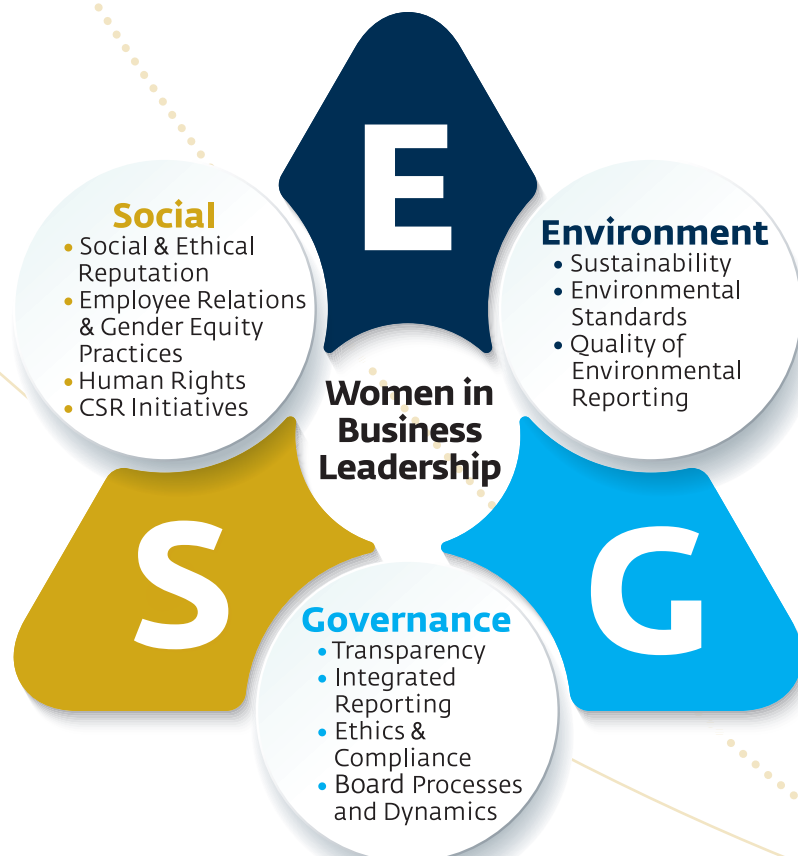 E
Social
• Social & Ethical
Reputation
• Employee Relations
& Gender Equity
Practices
• Human Rights
• CSR Initiatives
Environment
• Sustainability
• Environmental
Standards
• Quality of
Environmental
Reporting
Women in
Business
Leadership
S
G
Governance
• Transparency
• Integrated
Reporting
• Ethics &
Compliance
• Board Processes
and Dynamics